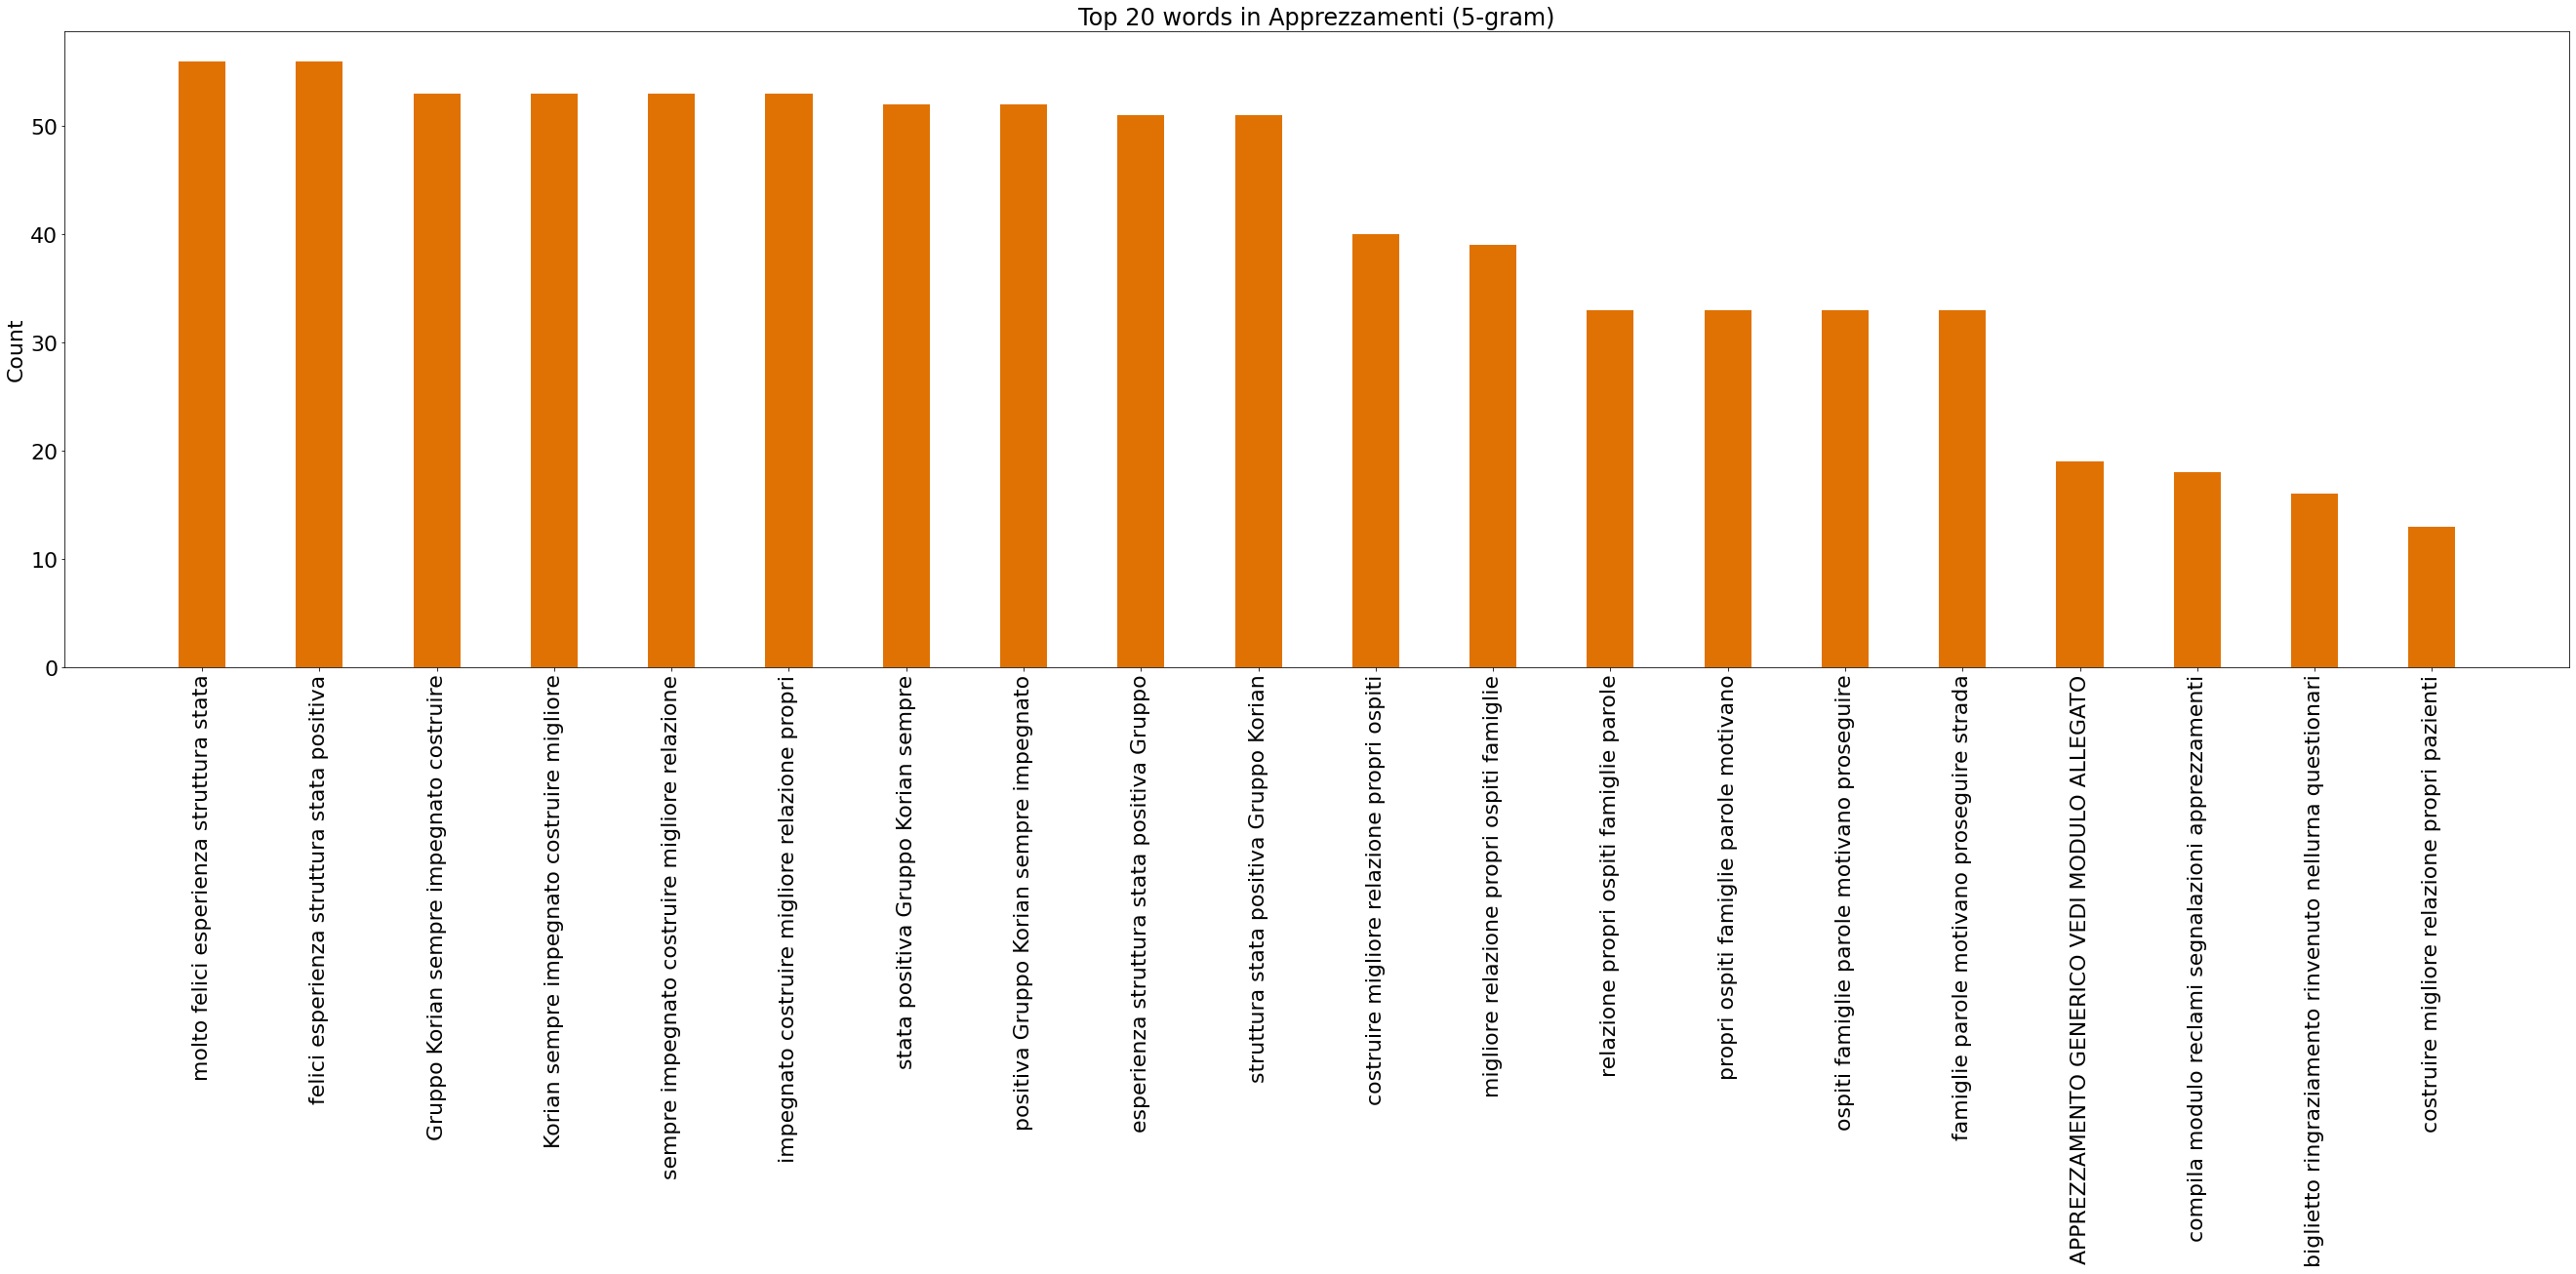 Top 20 words in Apprezzamenti (5-gram)
Count
50
40
30
20
10
0
molto felici esperienza struttura stata
felici esperienza struttura stata positiva
Gruppo Korian sempre impegnato costruire
Korian sempre impegnato costruire migliore
sempre impegnato costruire migliore relazione
impegnato costruire migliore relazione propri
stata positiva Gruppo Korian sempre
positiva Gruppo Korian sempre impegnato
esperienza struttura stata positiva Gruppo
struttura stata positiva Gruppo Korian
costruire migliore relazione propri ospiti
migliore relazione propri ospiti famiglie
relazione propri ospiti famiglie parole
propri ospiti famiglie parole motivano
ospiti famiglie parole motivano proseguire
famiglie parole motivano proseguire strada
APPREZZAMENTO GENERICO VEDI MODULO ALLEGATO
compila modulo reclami segnalazioni apprezzamenti
biglietto ringraziamento rinvenuto nellurna questionari
costruire migliore relazione propri pazienti